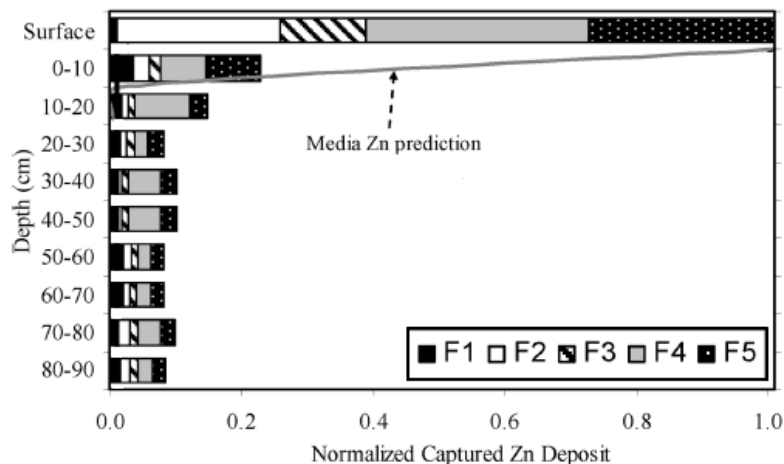 Surface
0-10
10-20
20-30
30-40
40-50
50-60
60-70
70-80
80-90
Depth (cm)
Media Zn prediction
F1 F2 F3 F4 F5
0.0 0.2 0.4 0.6 0.8 1.0
Normalized Captured Zn Deposit